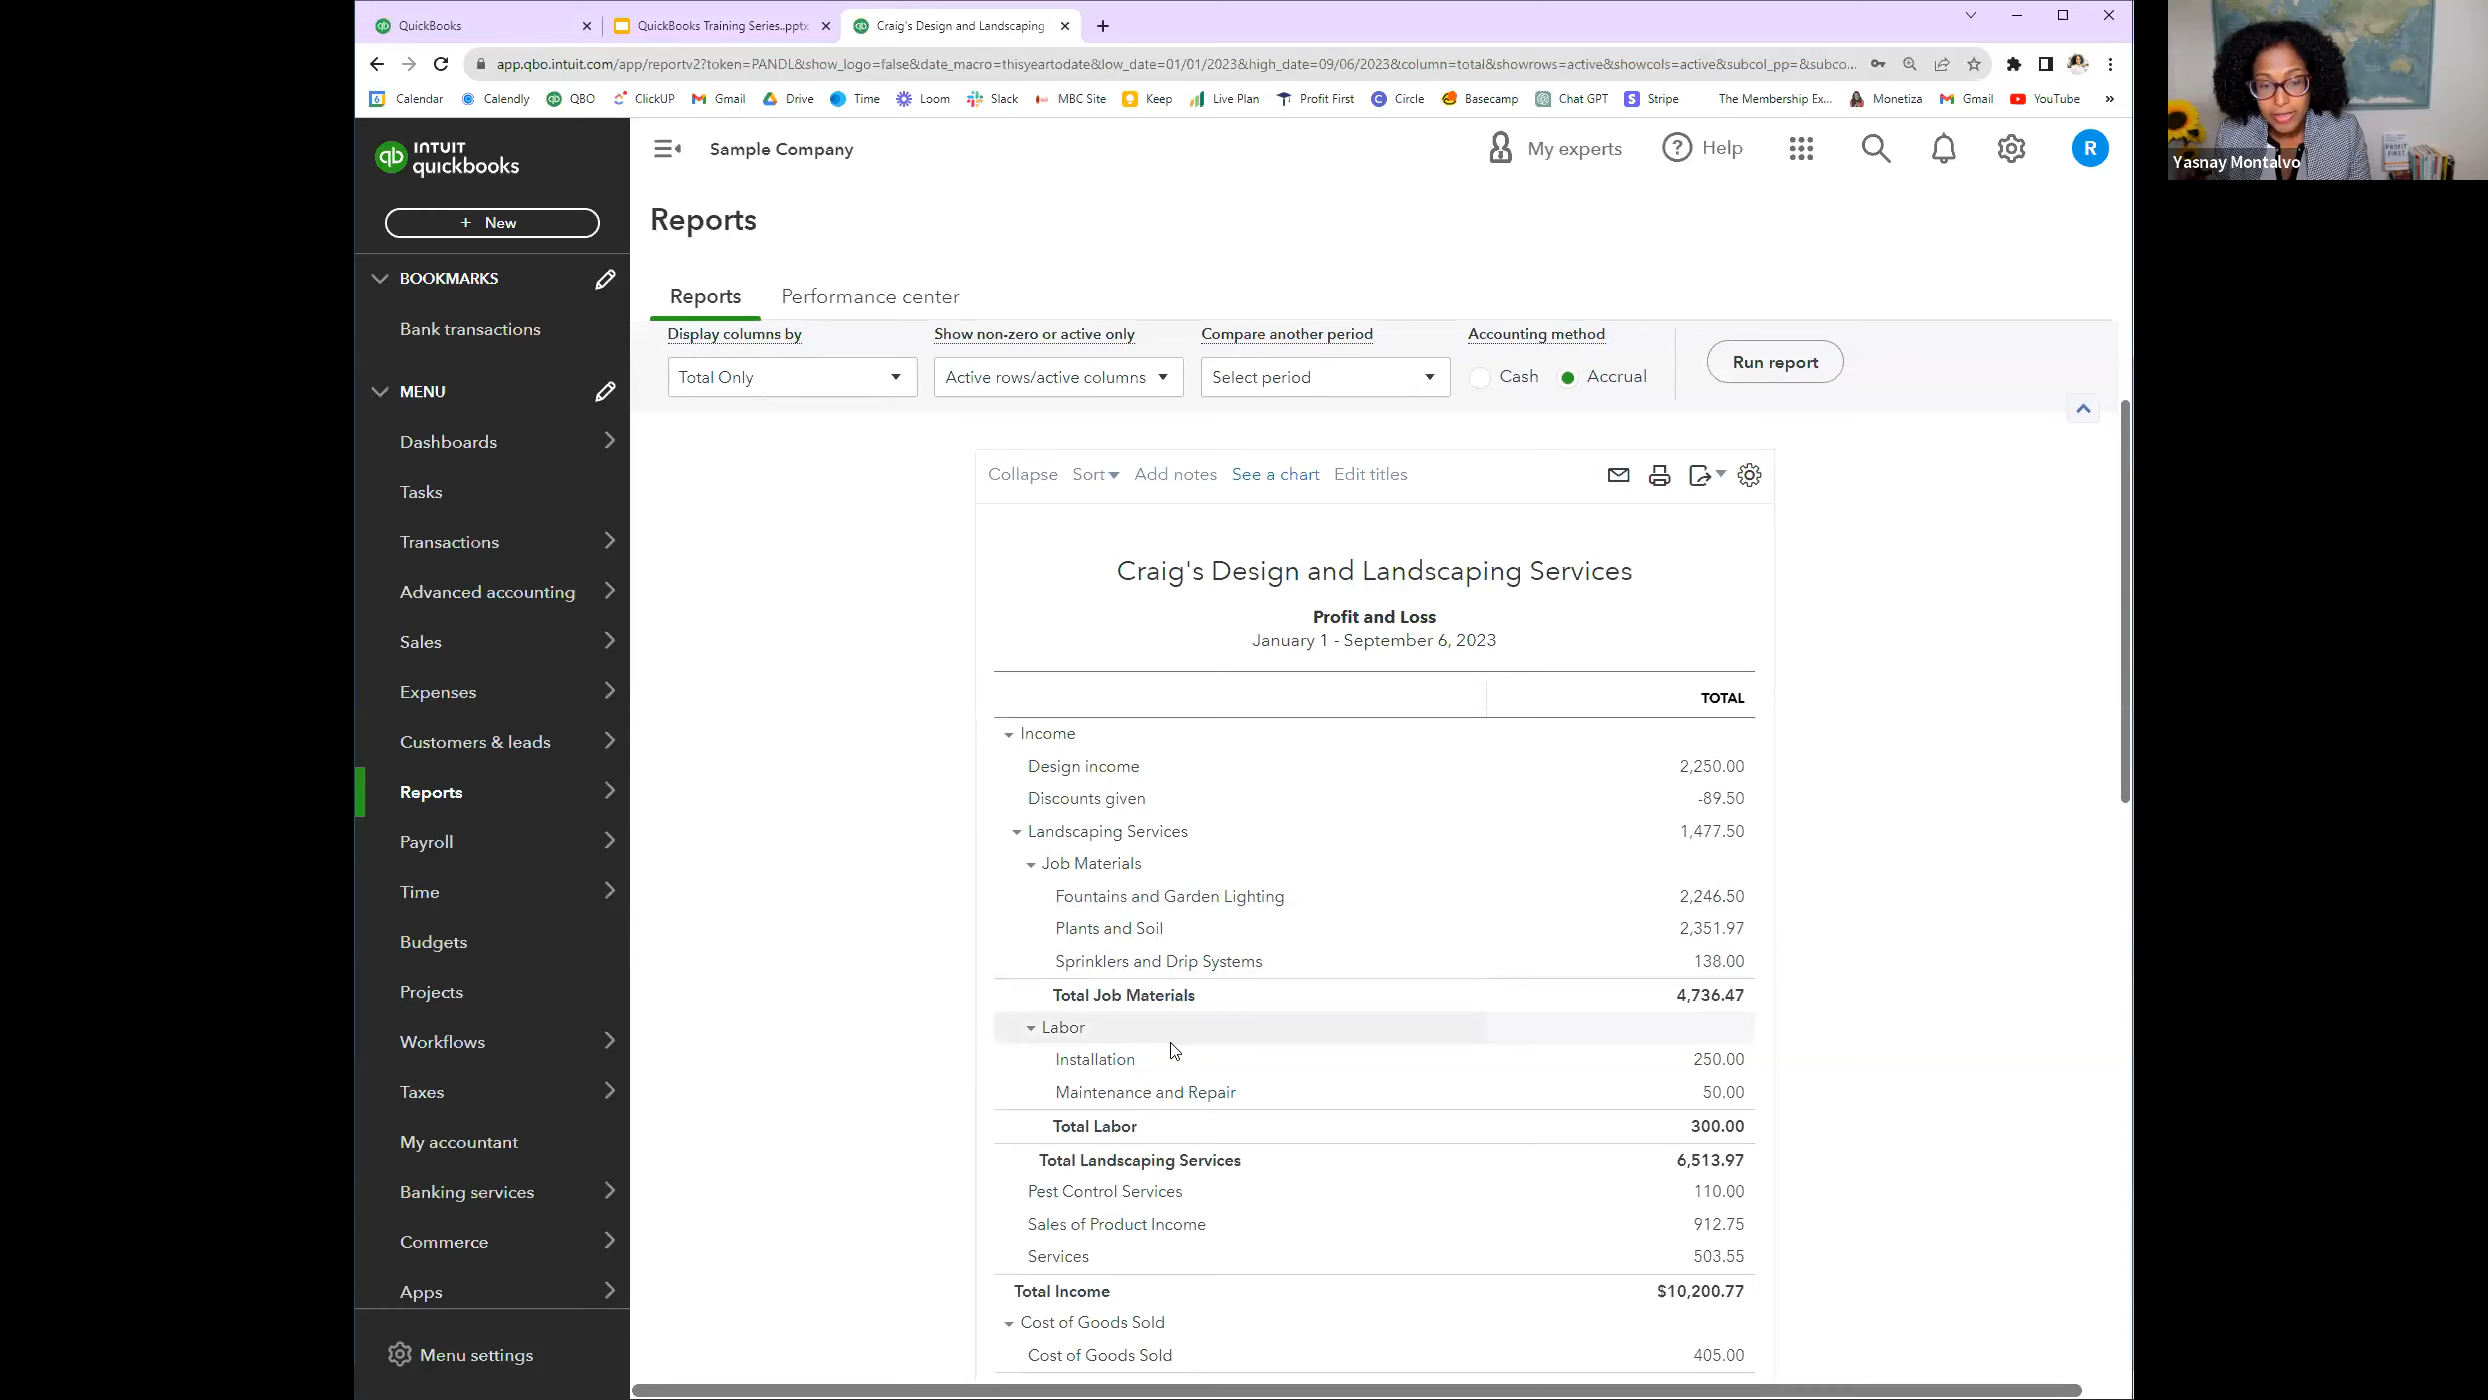 QuickBooks
QuickBooks Training Series..pptx
Craig's Design and Landscaping
app.qbo.intuit.com/app/reportv2?token=PANDL&show_logo=false&date_macro=thisyeartodate&low_date=01/01/2023&high_date=09/06/2023&column=total&showrows=active&showcols=active&subcol_pp=&subco...
Calendar Calendly QBO ClickUP Gmail Drive Time Loom Slack MBC Site Keep Live Plan Profit First Circle Basecamp Chat GPT Stripe The Membership Ex... Monetiza Gmail YouTube »
Yasnay Montalvo
PROFIT FIRST
INTUIT
quickbooks
Sample Company
My experts
? Help
R
+ New
Reports
BOOKMARKS
Bank transactions
MENU
Dashboards
Tasks
Transactions
Advanced accounting
Sales
Expenses
Customers & leads
Reports
Payroll
Time
Budgets
Projects
Workflows
Taxes
My accountant
Banking services
Commerce
Apps
Menu settings
Reports Performance center
Display columns by Show non-zero or active only Compare another period Accounting method
Total Only Active rows/active columns Select period Cash Accrual Run report
Collapse Sort Add notes See a chart Edit titles
Craig's Design and Landscaping Services
Profit and Loss
January 1 - September 6, 2023
TOTAL
Income
Design income 2,250.00
Discounts given -89.50
Landscaping Services 1,477.50
Job Materials
Fountains and Garden Lighting 2,246.50
Plants and Soil 2,351.97
Sprinklers and Drip Systems 138.00
Total Job Materials 4,736.47
Labor
Installation 250.00
Maintenance and Repair 50.00
Total Labor 300.00
Total Landscaping Services 6,513.97
Pest Control Services 110.00
Sales of Product Income 912.75
Services 503.55
Total Income $10,200.77
Cost of Goods Sold
Cost of Goods Sold 405.00